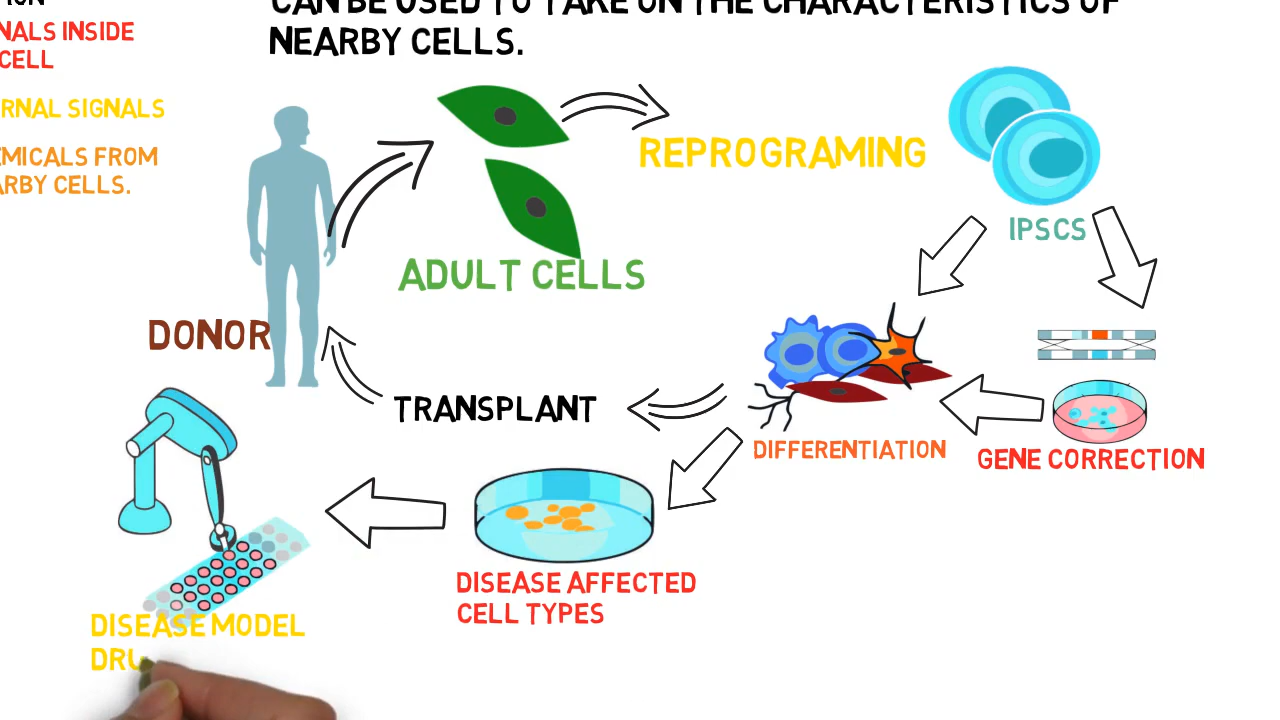 CAN BE USED TO TAKE ON THE CHARACTERISTICS OF
NEARBY CELLS.
NALS INSIDE
CELL
RNAL SIGNALS
EMICALS FROM
ARBY CELLS.
REPROGRAMING
IPSCS
ADULT CELLS
DONOR
TRANSPLANT
DIFFERENTIATION
GENE CORRECTION
DISEASE AFFECTED
CELL TYPES
DISEASE MODEL
DRU